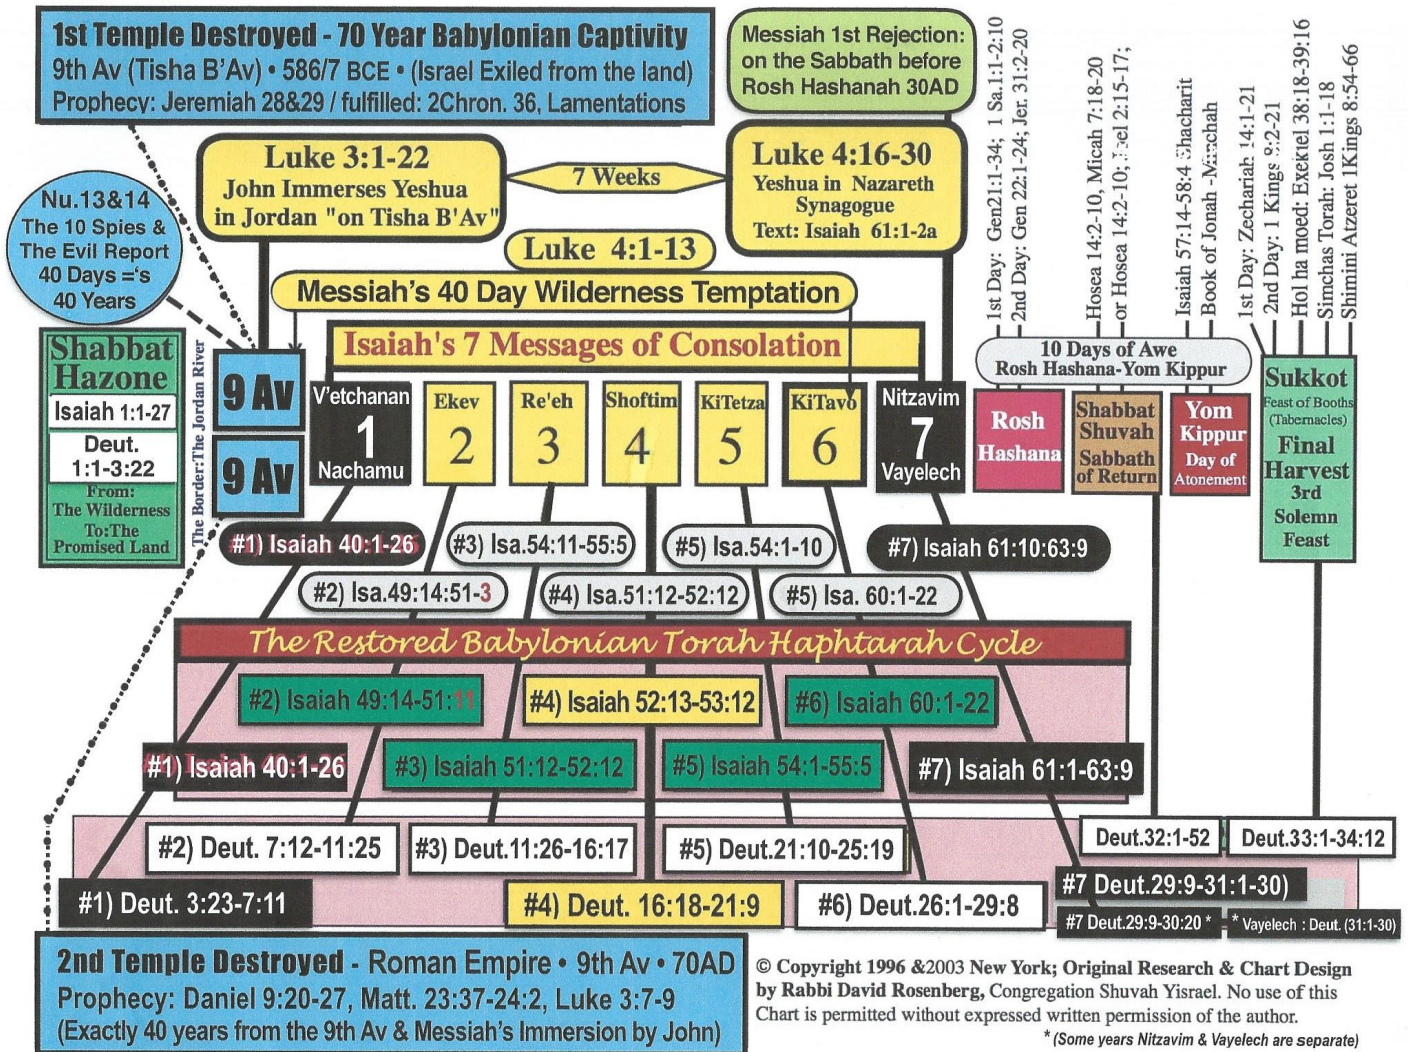 1st Temple Destroyed - 70 Year Babylonian Captivity
9th Av (Tisha B'Av) • 586/7 BCE • (Israel Exiled from the land)
Prophecy: Jeremiah 28&29 / fulfilled: 2Chron. 36, Lamentations
Messiah 1st Rejection:
on the Sabbath before
Rosh Hashanah 30AD
Luke 3:1-22
John Immerses Yeshua
in Jordan "on Tisha B'Av"
7 Weeks
Luke 4:16-30
Yeshua in Nazareth
Synagogue
Text: Isaiah 61:1-2a
Nu.13&14
The 10 Spies &
The Evil Report
40 Days ='s
40 Years
Luke 4:1-13
Messiah's 40 Day Wilderness Temptation
Isaiah's 7 Messages of Consolation
1st Day: Gen21:1-34; 1 Sa.1:1-2:10
2nd Day: Gen 22:1-24; Jer. 31:2-20
Hosea 14:2-10, Micah 7:18-20
or Hosea 14:2-10; Joel 2:15-17;
Isaiah 57:14-58:4 Shacharit
Book of Jonah -Minchah
1st Day: Zechariah 14:1-21
2nd Day: 1 Kings 8:2-21
Hol ha moed: Exektel 38:18-39:16
Simchas Torah: Josh 1:1-18
Shimini Atzeret 1Kings 8:54-66
10 Days of Awe
Rosh Hashana-Yom Kippur
Shabbat
Hazone
Isaiah 1:1-27
Deut.
1:1-3:22
From:
The Wilderness
To:The
Promised Land
The Border:The Jordan River
9 Av
9 Av
V'etchanan
1
Nachamu
Ekev
2
Re'eh
3
Shoftim
4
KiTetza
5
KiTavo
6
Nitzavim
7
Vayelech
Rosh
Hashana
Shabbat
Shuvah
Sabbath
of Return
Yom
Kippur
Day of
Atonement
Sukkot
Feast of Booths
(Tabernacles)
Final
Harvest
3rd
Solemn
Feast
#1) Isaiah 40:1-26
#3) Isa.54:11-55:5
#5) Isa.54:1-10
#7) Isaiah 61:10:63:9
#2) Isa.49:14:51-3
#4) Isa.51:12-52:12
#5) Isa. 60:1-22
The Restored Babylonian Torah Haphtarah Cycle
#2) Isaiah 49:14-51:11
#4) Isaiah 52:13-53:12
#6) Isaiah 60:1-22
#1) Isaiah 40:1-26
#3) Isaiah 51:12-52:12
#5) Isaiah 54:1-55:5
#7) Isaiah 61:1-63:9
#2) Deut. 7:12-11:25
#3) Deut.11:26-16:17
#5) Deut.21:10-25:19
Deut.32:1-52
Deut.33:1-34:12
#1) Deut. 3:23-7:11
#4) Deut. 16:18-21:9
#6) Deut.26:1-29:8
#7 Deut.29:9-31:1-30)
#7 Deut.29:9-30:20 *
* Vayelech : Deut. (31:1-30)
2nd Temple Destroyed - Roman Empire • 9th Av • 70AD
Prophecy: Daniel 9:20-27, Matt. 23:37-24:2, Luke 3:7-9
(Exactly 40 years from the 9th Av & Messiah's Immersion by John)
© Copyright 1996 &2003 New York; Original Research & Chart Design
by Rabbi David Rosenberg, Congregation Shuvah Yisrael. No use of this
Chart is permitted without expressed written permission of the author.
* (Some years Nitzavim & Vayelech are separate)